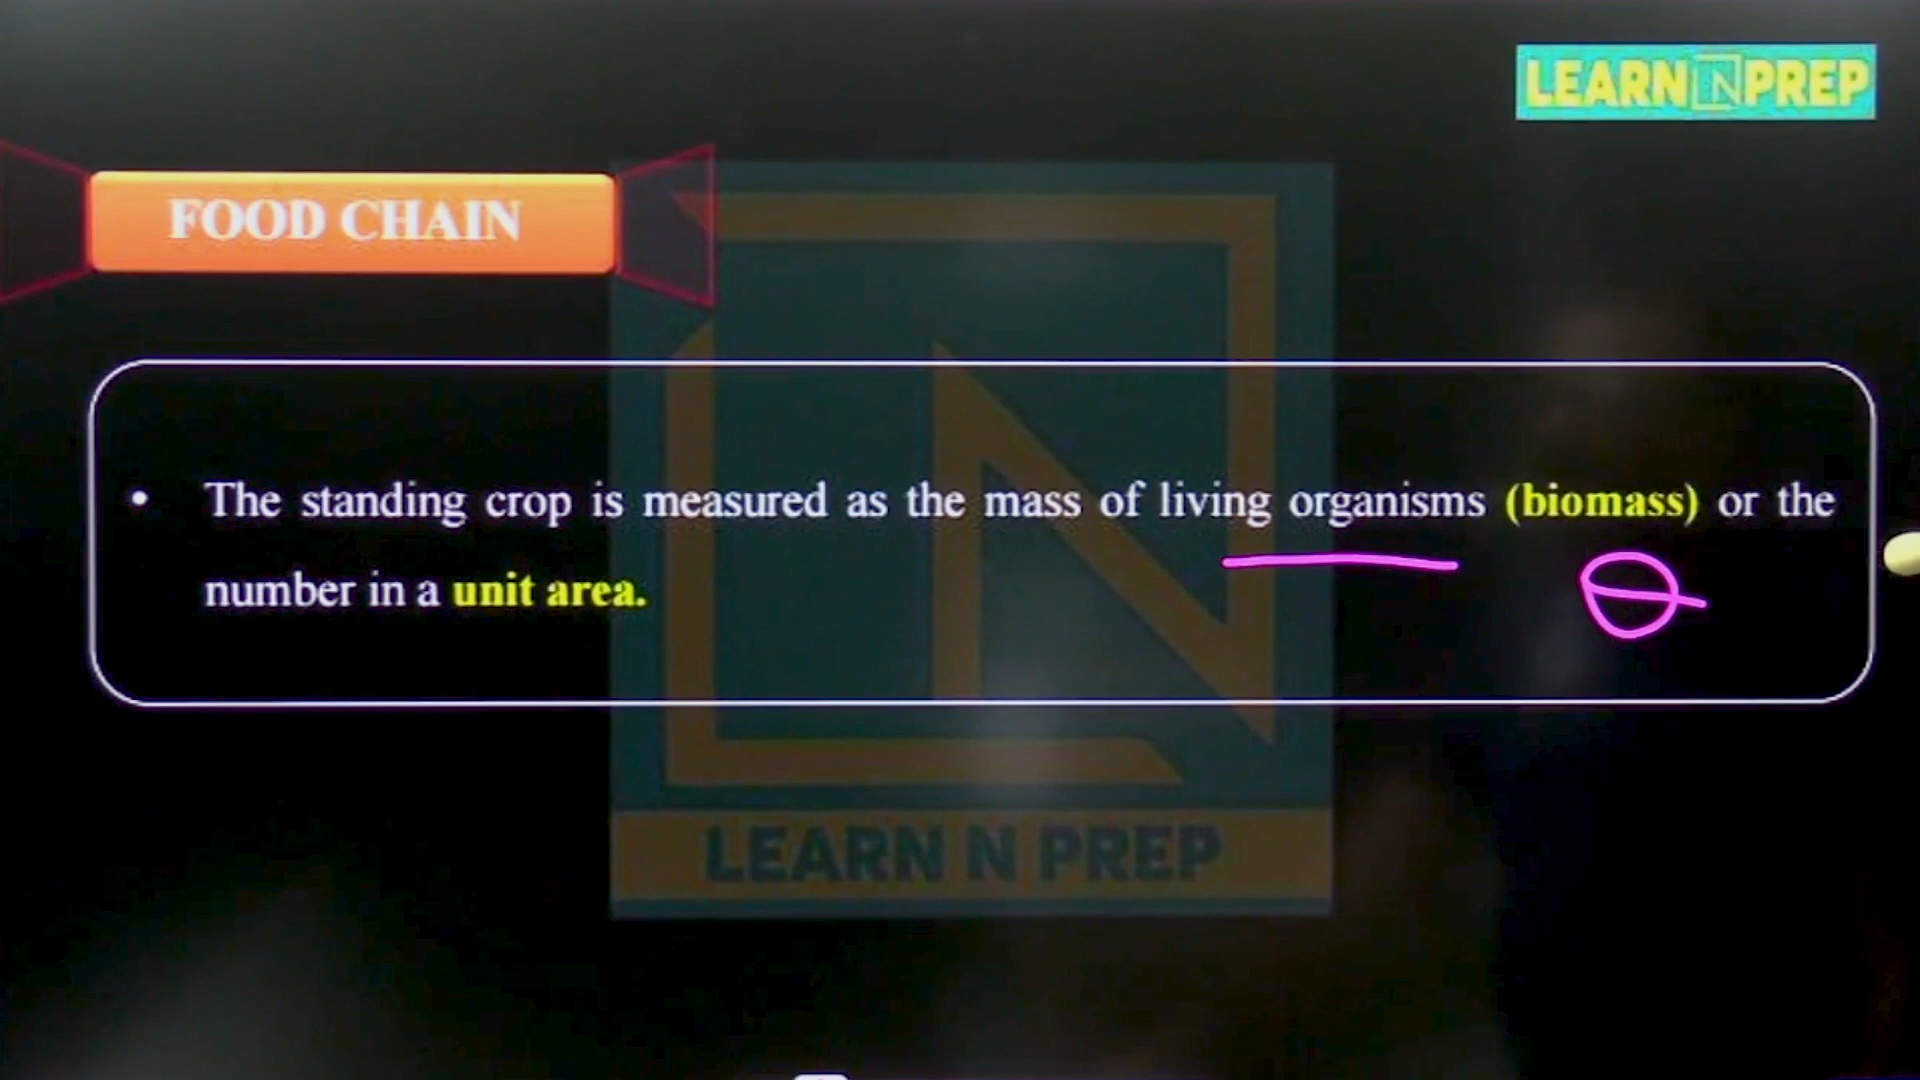 LEARN N PREP
FOOD CHAIN
• The standing crop is measured as the mass of living organisms (biomass) or the
number in a unit area.
LEARN N PREP